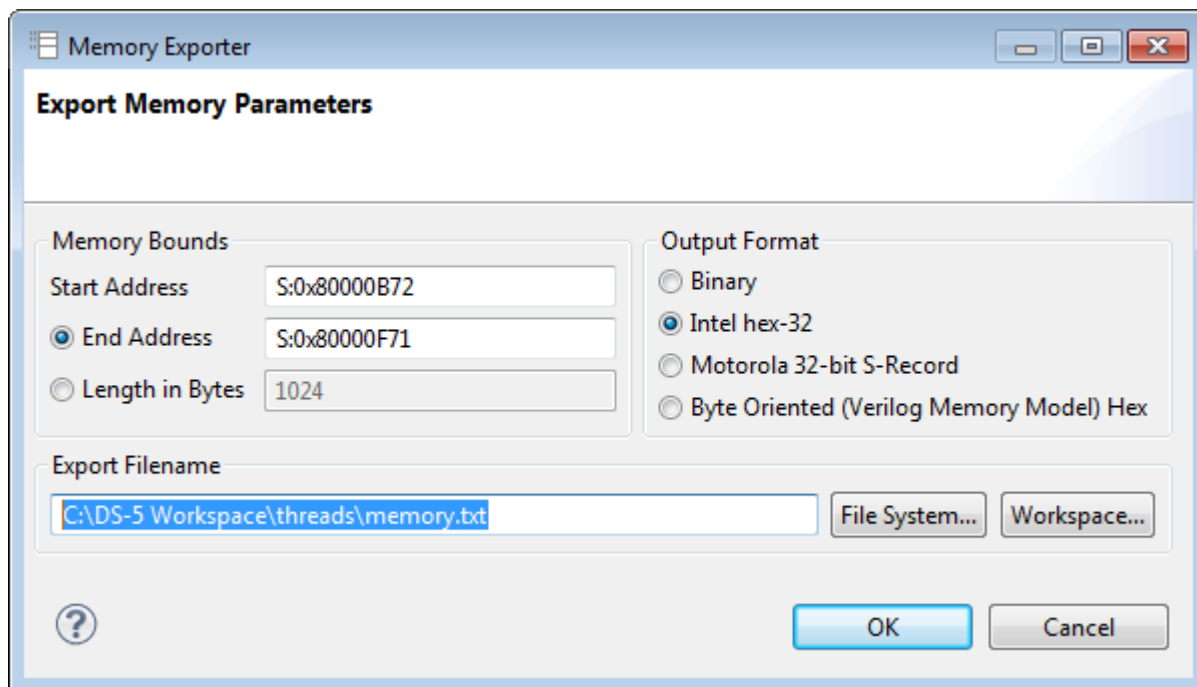 Memory Exporter
Export Memory Parameters
Memory Bounds
Start Address S:0x80000B72
End Address S:0x80000F71
Length in Bytes 1024
Output Format
Binary
Intel hex-32
Motorola 32-bit S-Record
Byte Oriented (Verilog Memory Model) Hex
Export Filename
C:\DS-5 Workspace\threads\memory.txt File System... Workspace...
? OK Cancel